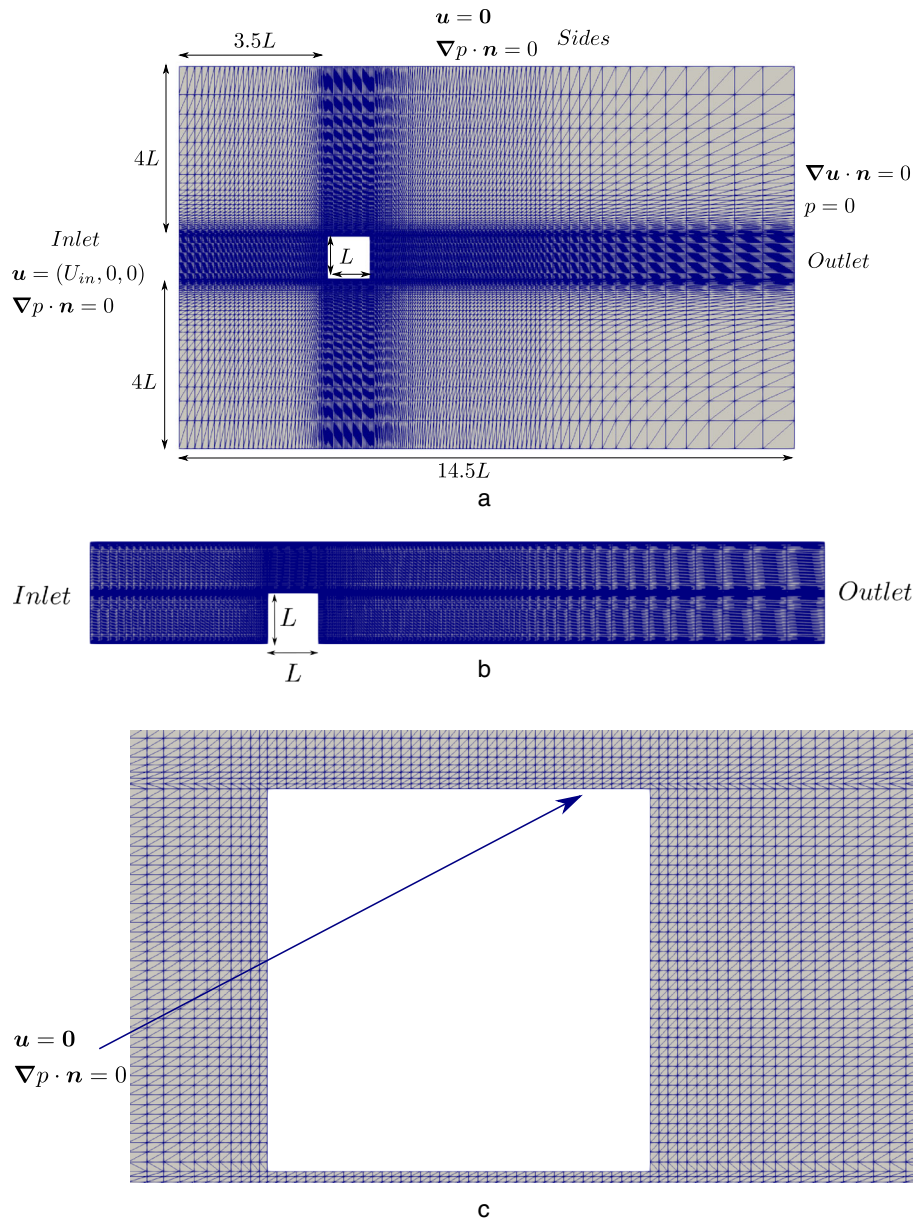 𝒖 = 𝟎
∇p · 𝒏 = 0
Sides
3.5L
4L
∇𝒖 · 𝒏 = 0
p = 0
Inlet
L
Outlet
𝒖 = (U_in, 0, 0)
∇p · 𝒏 = 0
4L
14.5L
a
Inlet
L
Outlet
L
b
𝒖 = 𝟎
∇p · 𝒏 = 0
c